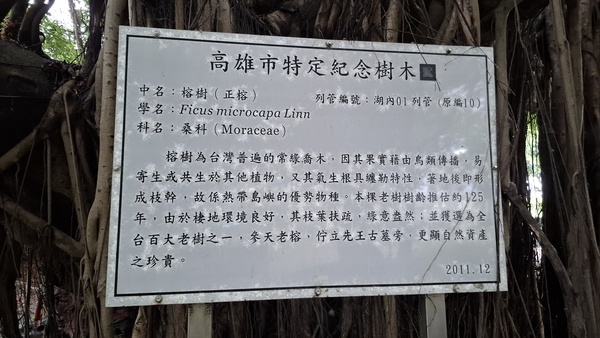 高雄市特定紀念樹木
中名：榕樹（正榕）　列管編號：湖內01列管（原編10）
學名：Ficus microcapa Linn
科名：桑科（Moraceae）
榕樹為台灣普遍的常綠喬木，因其果實藉由鳥類傳播，易
寄生或共生於其他植物，又其氣生根具纏勒特性，著地後即形
成枝幹，故係熱帶島嶼的優勢物種。本棵老樹樹齡推估約125
年，由於棲地環境良好，其枝葉扶疏，綠意盎然；並獲選為全
台百大老樹之一，參天老榕，佇立先王古墓旁，更顯自然資產
之珍貴。
2011.12